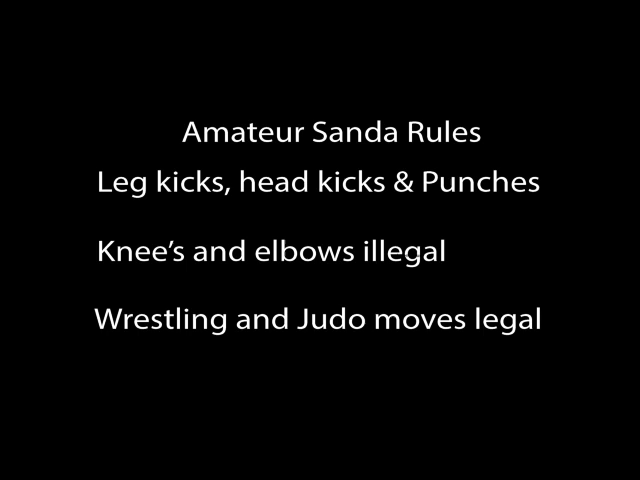 Amateur Sanda Rules
Leg kicks, head kicks & Punches
Knee’s and elbows illegal
Wrestling and Judo moves legal